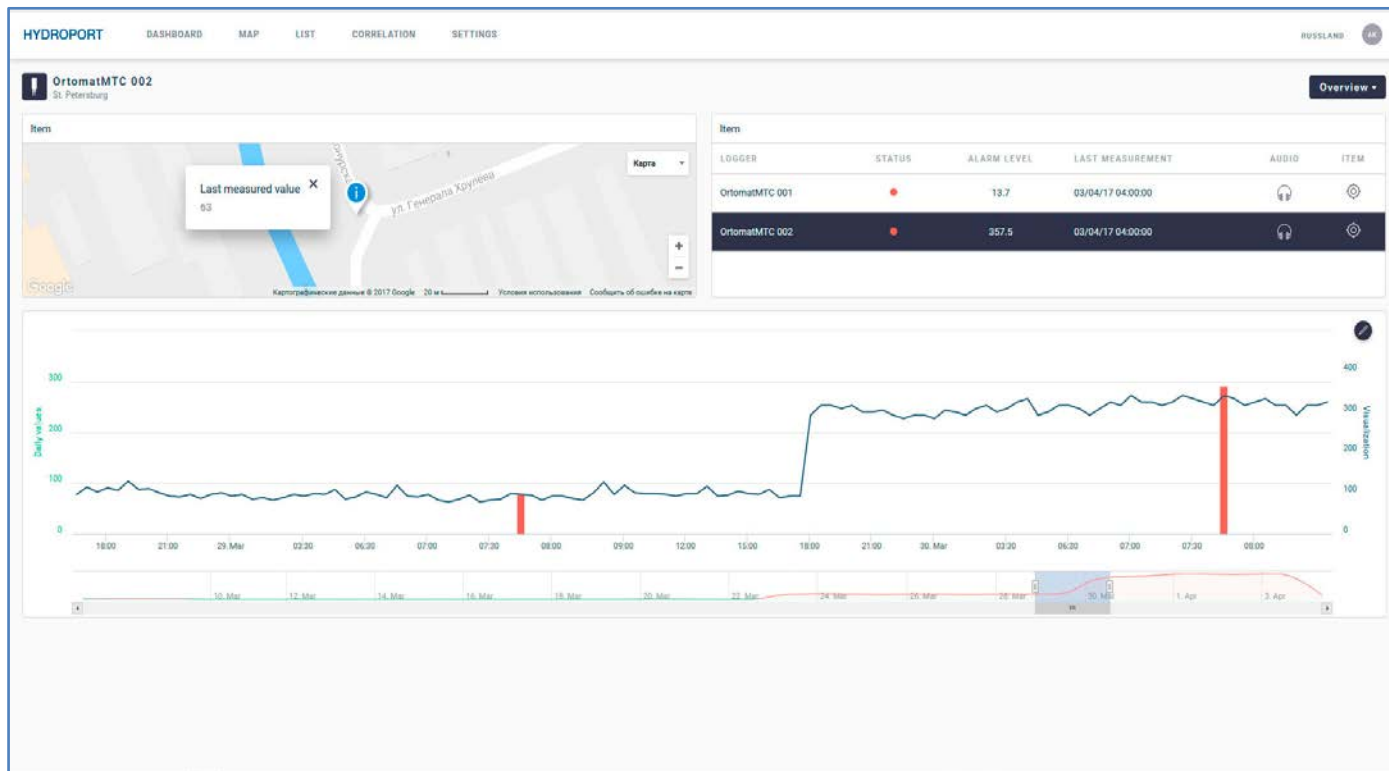 HYDROPORT DASHBOARD MAP LIST CORRELATION SETTINGS RUSSLAND AK
OrtomatMTC 002
St. Petersburg
Overview
Item
Карта
Last measured value ×
63
ул. Генерала Хрулева
+
−
Google
Картографические данные © 2017 Google 20 м Условия использования Сообщить об ошибке на карте
Item
LOGGER STATUS ALARM LEVEL LAST MEASUREMENT AUDIO ITEM
OrtomatMTC 001 13.7 03/04/17 04:00:00
OrtomatMTC 002 357.5 03/04/17 04:00:00
Daily values
300
200
100
0
Visualization
400
300
200
100
0
18:00 21:00 29. Mar 03:30 06:30 07:00 07:30 08:00 09:00 12:00 15:00 18:00 21:00 30. Mar 03:30 06:30 07:00 07:30 08:00
10. Mar 12. Mar 14. Mar 16. Mar 18. Mar 20. Mar 22. Mar 24. Mar 26. Mar 28. Mar 30. Mar 1. Apr 3. Apr